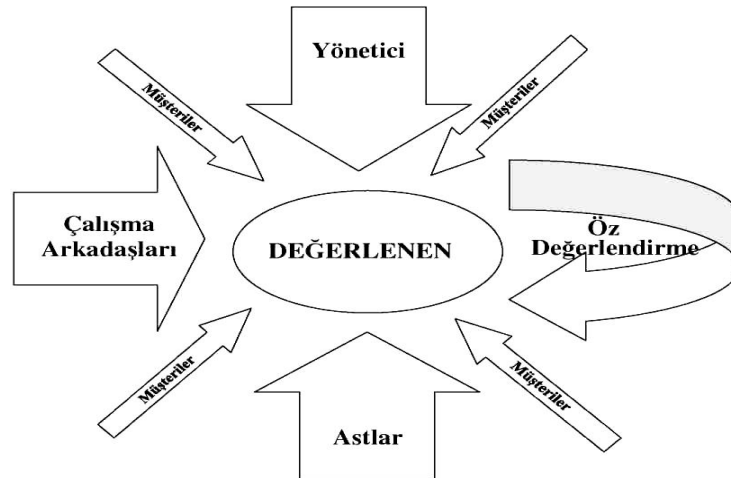 Yönetici
Müşteriler
Müşteriler
Çalışma
Arkadaşları
DEĞERLENEN
Öz
Değerlendirme
Müşteriler
Müşteriler
Astlar